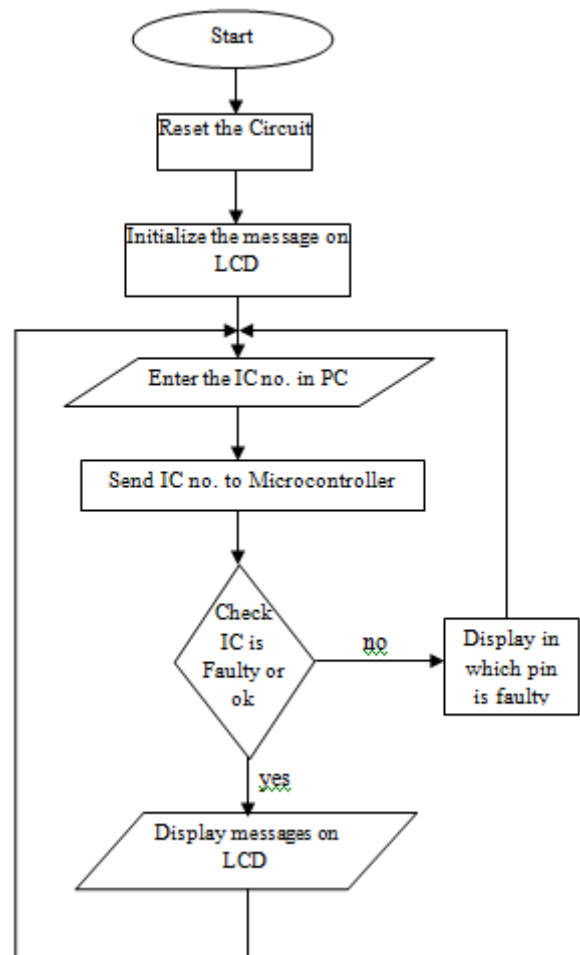 Start
Reset the Circuit
Initialize the message on
LCD
Enter the IC no. in PC
Send IC no. to Microcontroller
Check
IC is
Faulty or
ok
no
Display in
which pin
is faulty
yes
Display messages on
LCD